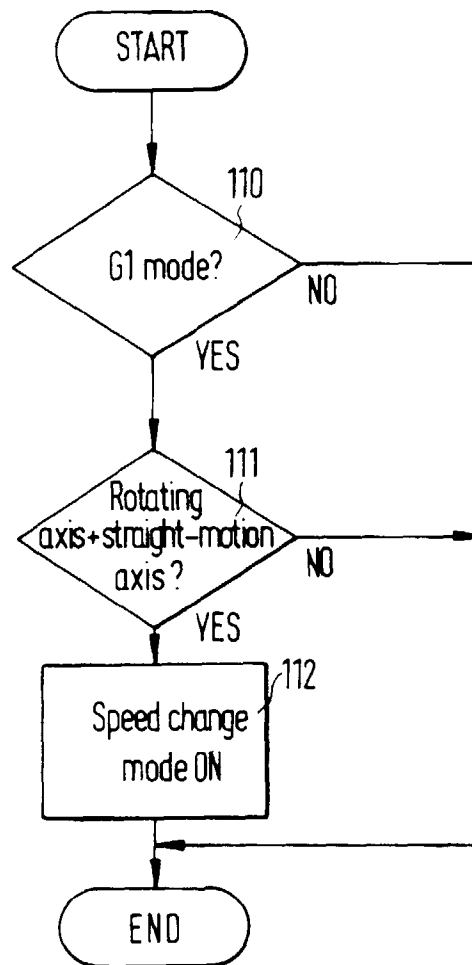 START
110
G1 mode?
NO
YES
111
Rotating
axis+straight-motion
axis?
NO
YES
112
Speed change
mode ON
END